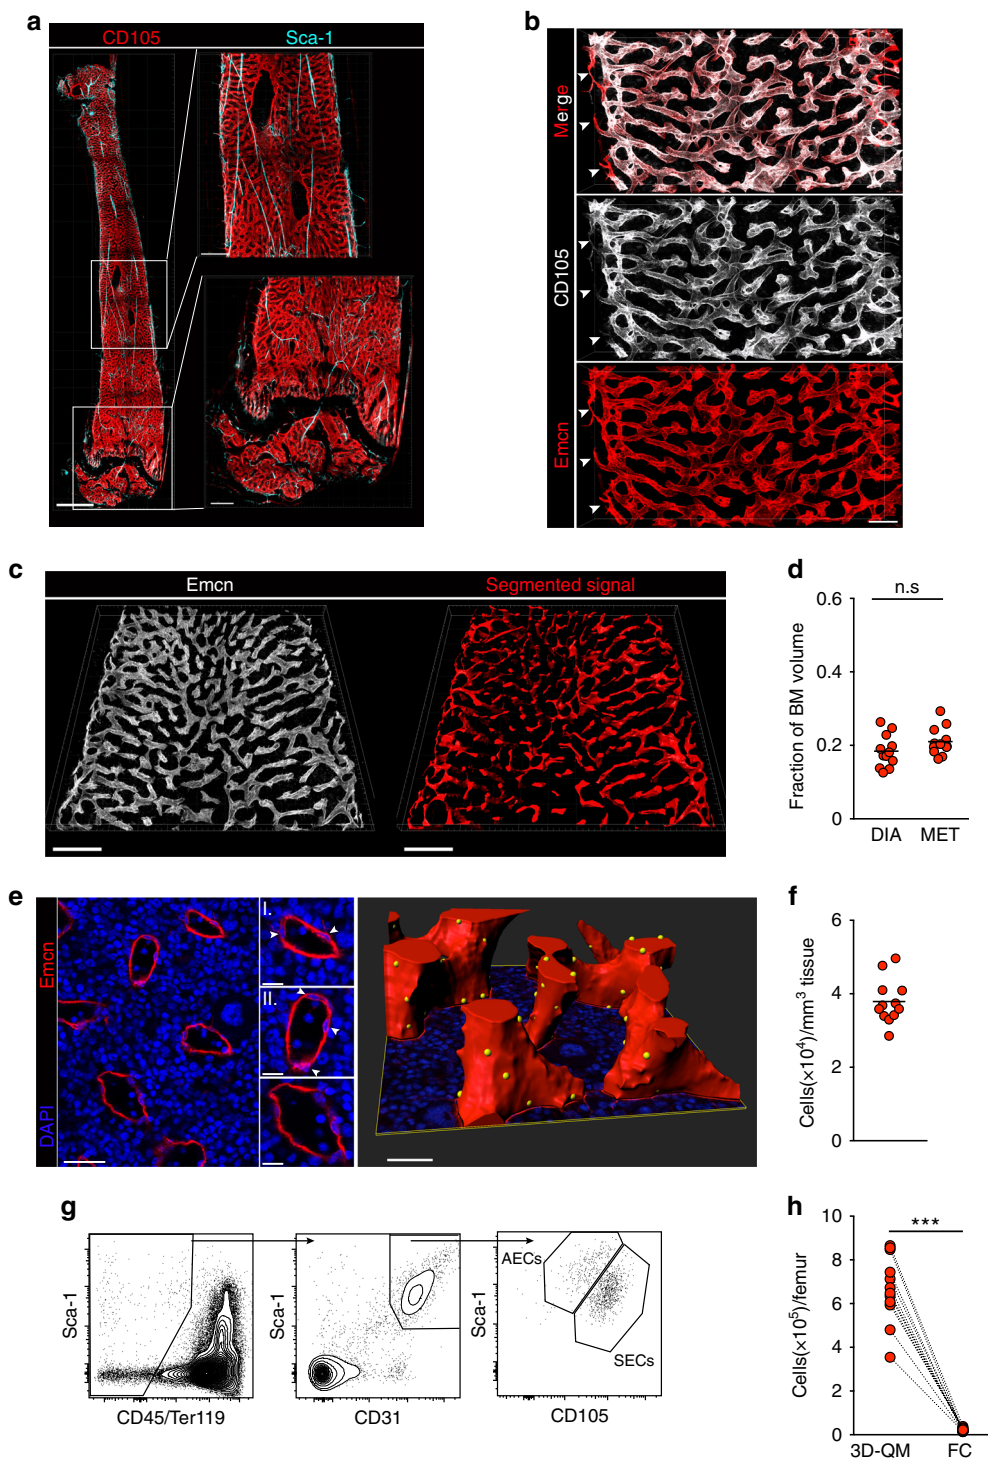 a
CD105
Sca-1
b
Merge
CD105
Emcn
c
Emcn
Segmented signal
d
n.s
0.6
0.4
0.2
0
Fraction of BM volume
DIA
MET
e
Emcn
DAPI
I.
II.
f
6
4
2
0
Cells(×10⁴)/mm³ tissue
g
Sca-1
CD45/Ter119
Sca-1
CD31
AECs
SECs
Sca-1
CD105
h
***
10
8
6
4
2
0
Cells(×10⁵)/femur
3D-QM
FC